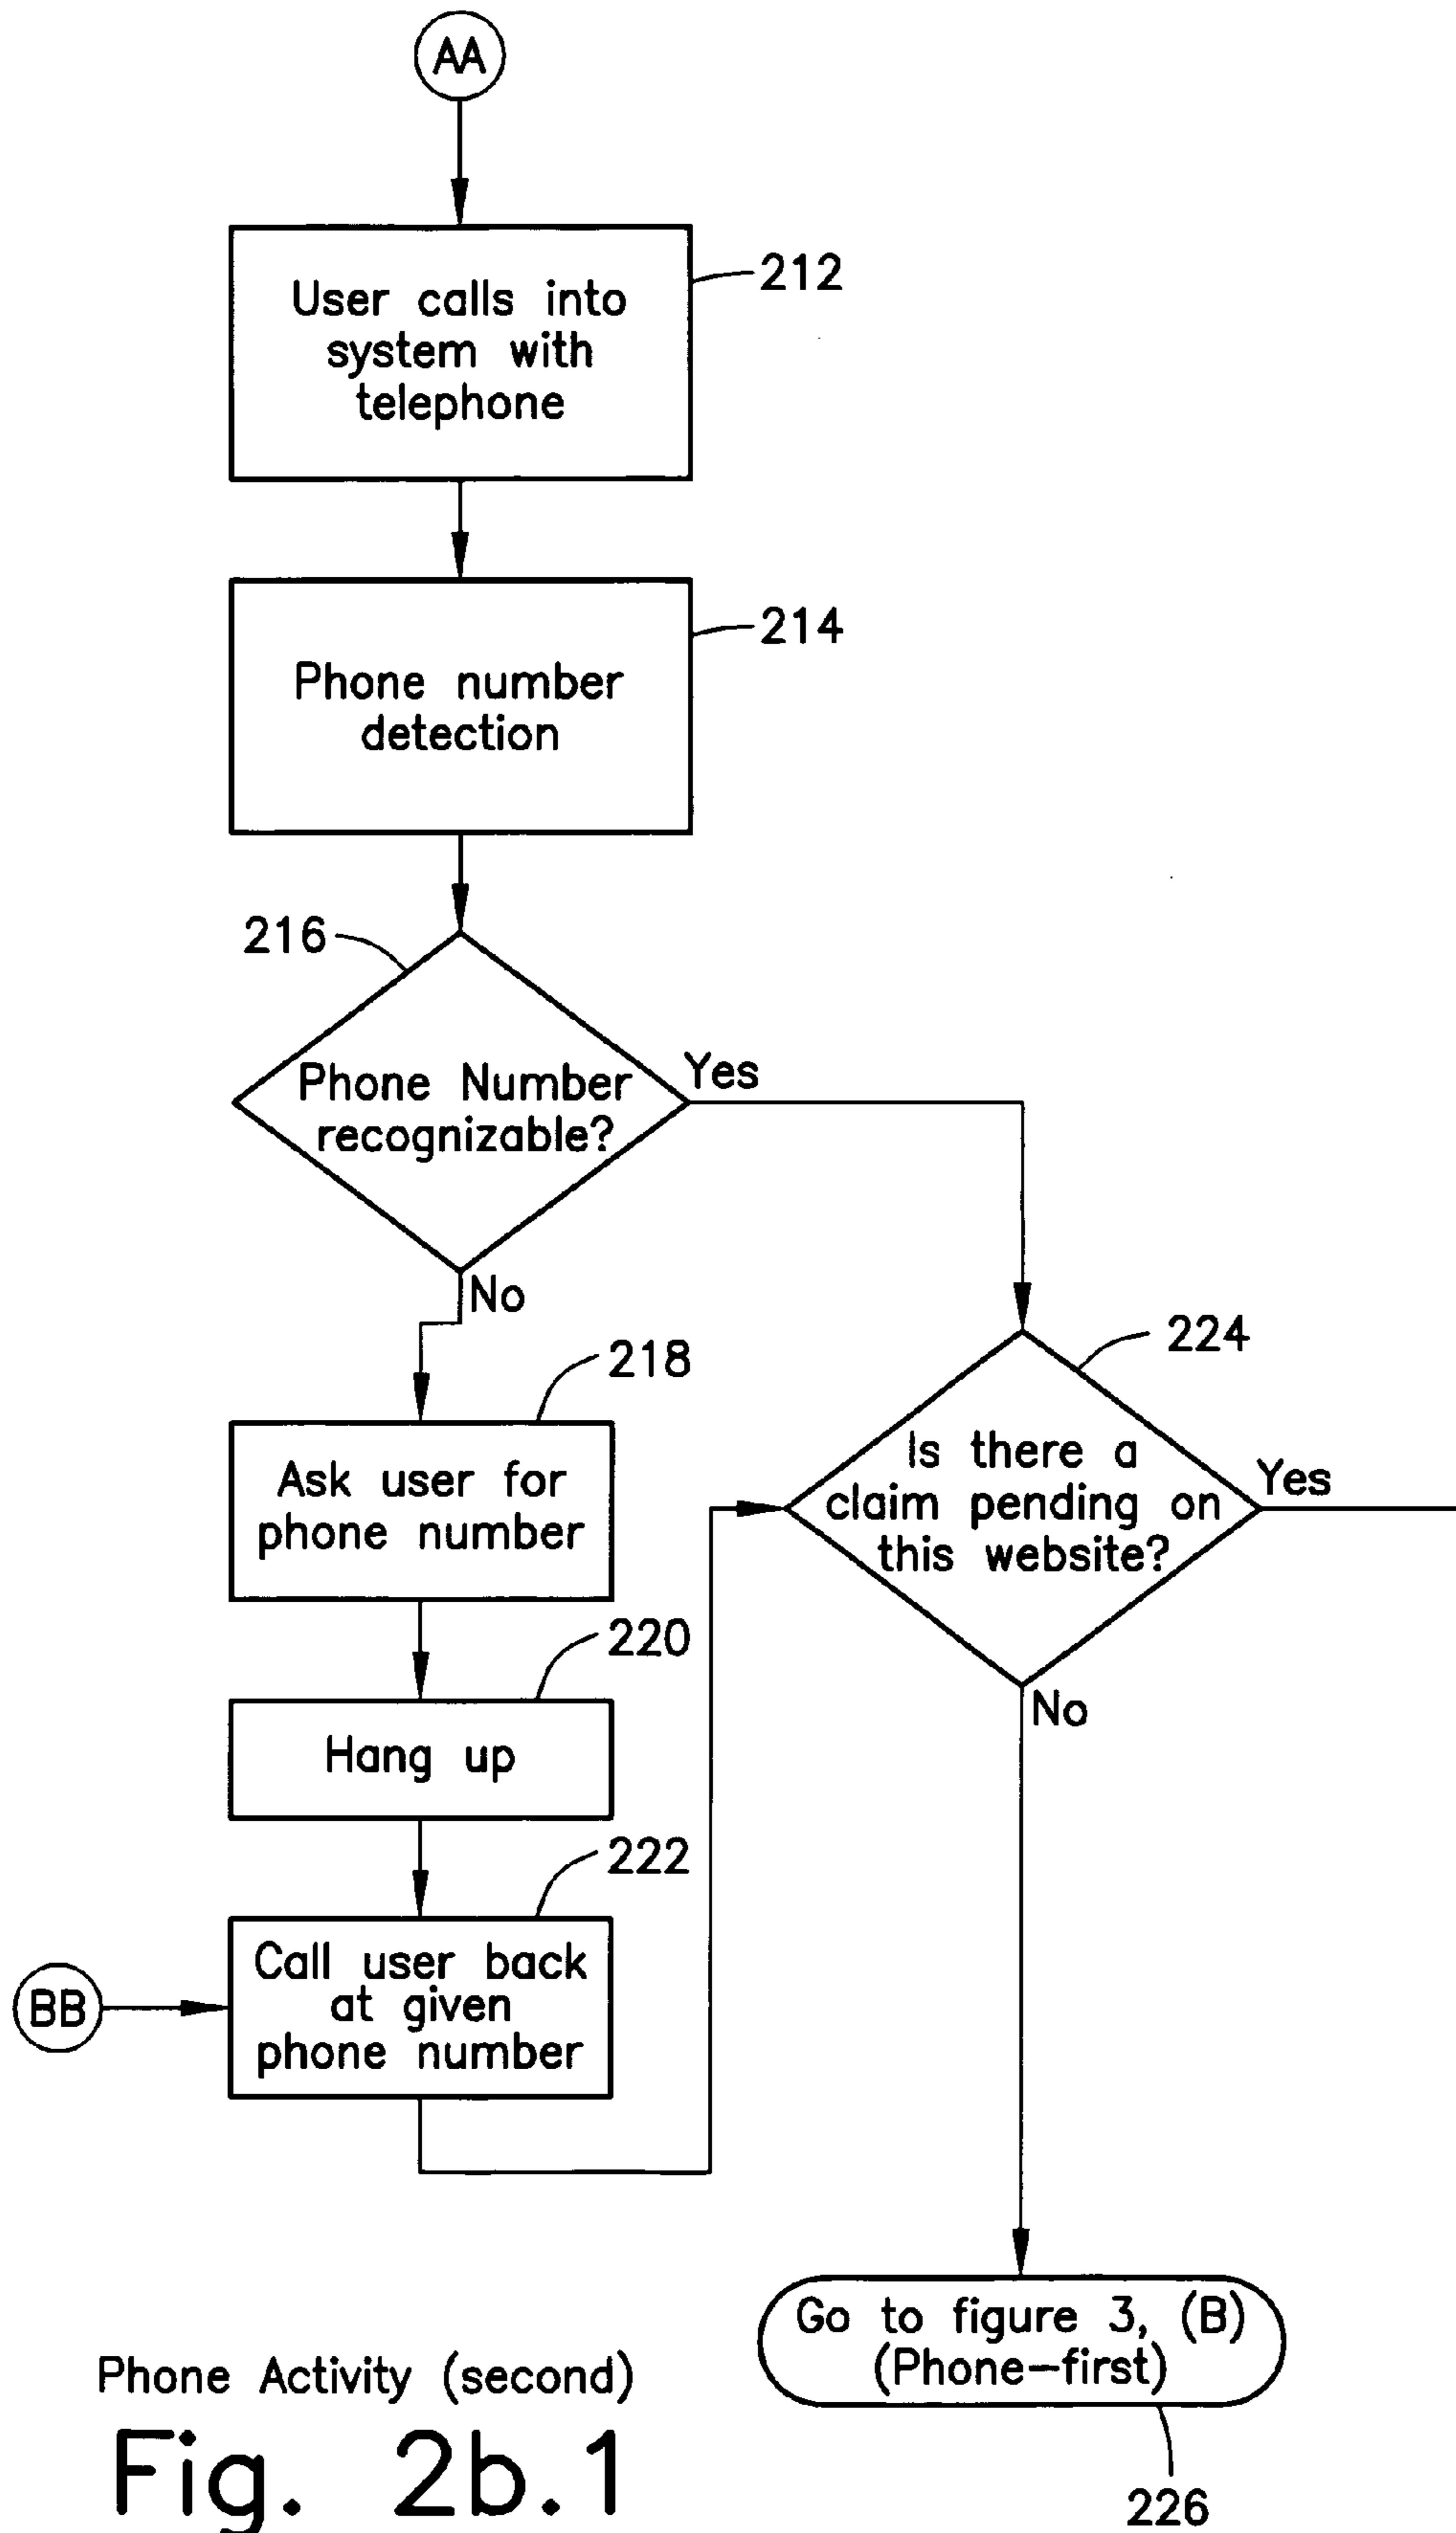 AA
User calls into
system with
telephone
212
Phone number
detection
214
216
Phone Number
recognizable?
Yes
No
218
Ask user for
phone number
220
Hang up
222
Call user back
at given
phone number
BB
224
Is there a
claim pending on
this website?
Yes
No
Go to figure 3, (B)
(Phone-first)
226
Phone Activity (second)
Fig. 2b.1